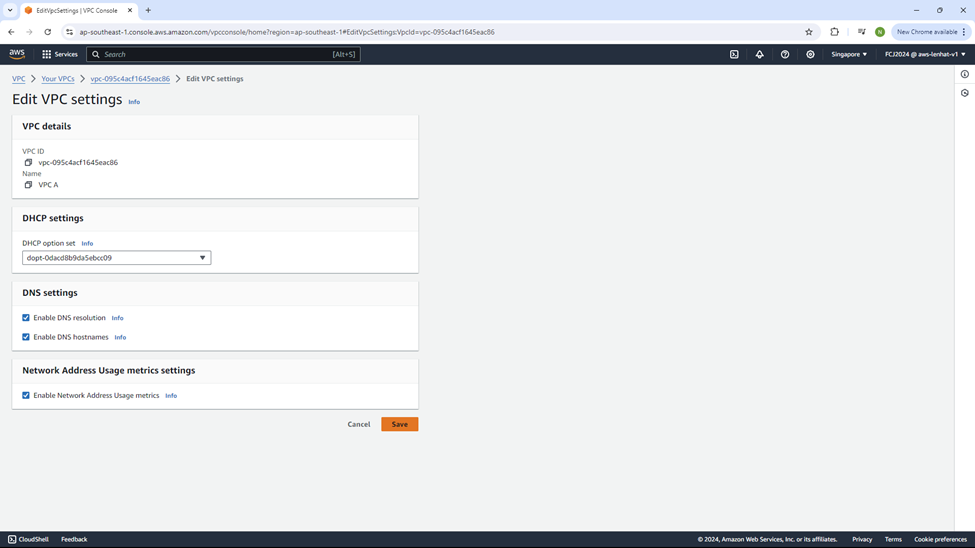 EditVpcSettings | VPC Console
ap-southeast-1.console.aws.amazon.com/vpcconsole/home?region=ap-southeast-1#EditVpcSettings:VpcId=vpc-095c4acf1645eac86
N
New Chrome available
aws
Services
Search
[Alt+S]
Singapore
FCJ2024 @ aws-lenhat-v1
VPC > Your VPCs > vpc-095c4acf1645eac86 > Edit VPC settings
Edit VPC settings Info
VPC details
VPC ID
vpc-095c4acf1645eac86
Name
VPC A
DHCP settings
DHCP option set Info
dopt-0dacd8b9da5ebcc09
DNS settings
Enable DNS resolution Info
Enable DNS hostnames Info
Network Address Usage metrics settings
Enable Network Address Usage metrics Info
Cancel Save
CloudShell Feedback © 2024, Amazon Web Services, Inc. or its affiliates. Privacy Terms Cookie preferences